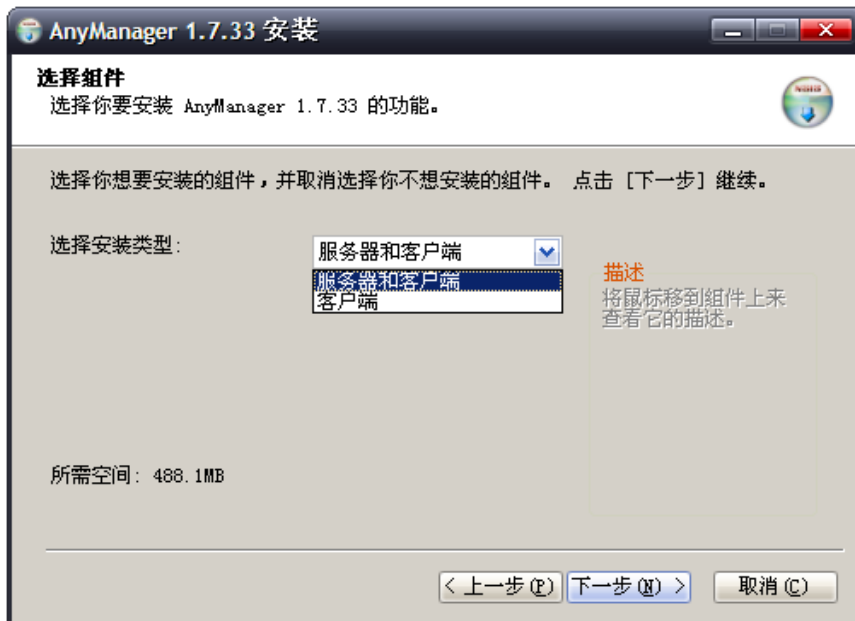 AnyManager 1.7.33 安装
选择组件
选择你要安装 AnyManager 1.7.33 的功能。
选择你想要安装的组件，并取消选择你不想安装的组件。 点击 [下一步] 继续。
选择安装类型:
服务器和客户端
服务器和客户端
客户端
描述
将鼠标移到组件上来
查看它的描述。
所需空间: 488.1MB
< 上一步(P)
下一步(N) >
取消(C)